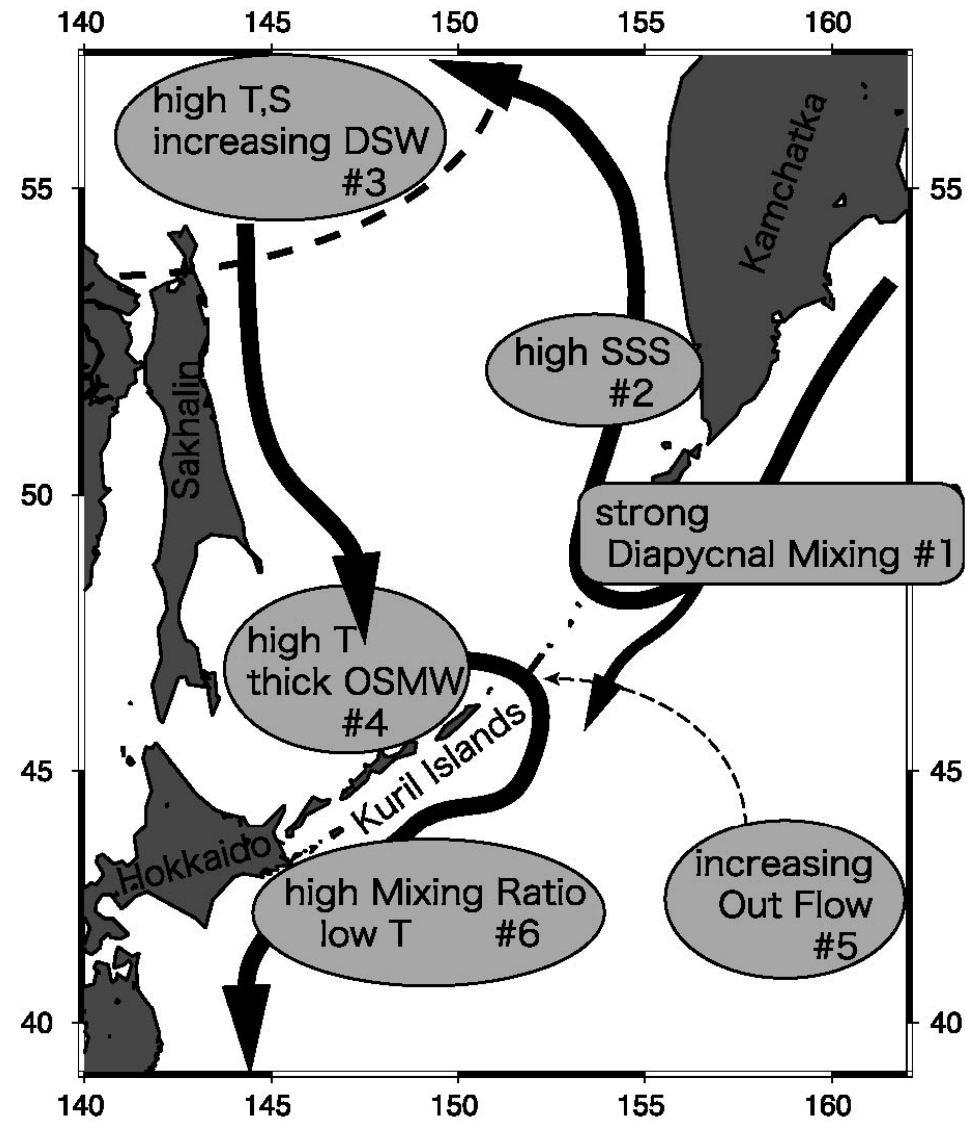 140 145 150 155 160
high T,S
increasing DSW
#3
Kamchatka
55 55
high SSS
#2
Sakhalin
50
strong
Diapycnal Mixing #1
high T
thick OSMW
#4
Kuril Islands
45 45
Hokkaido
increasing
Out Flow
#5
high Mixing Ratio
low T #6
40 40
140 145 150 155 160